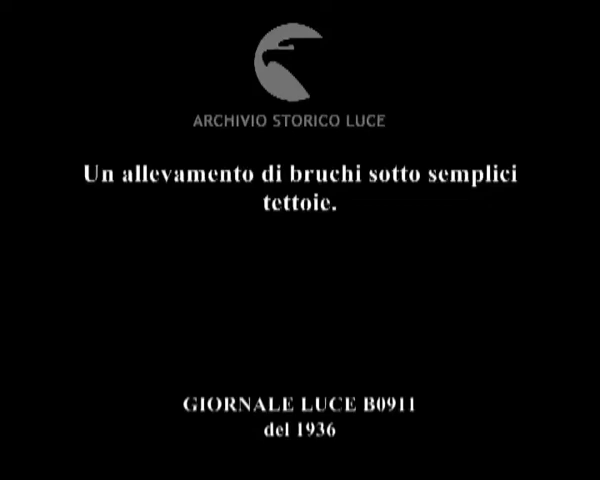 ARCHIVIO STORICO LUCE
Un allevamento di bruchi sotto semplici
tettoie.
GIORNALE LUCE B0911
del 1936